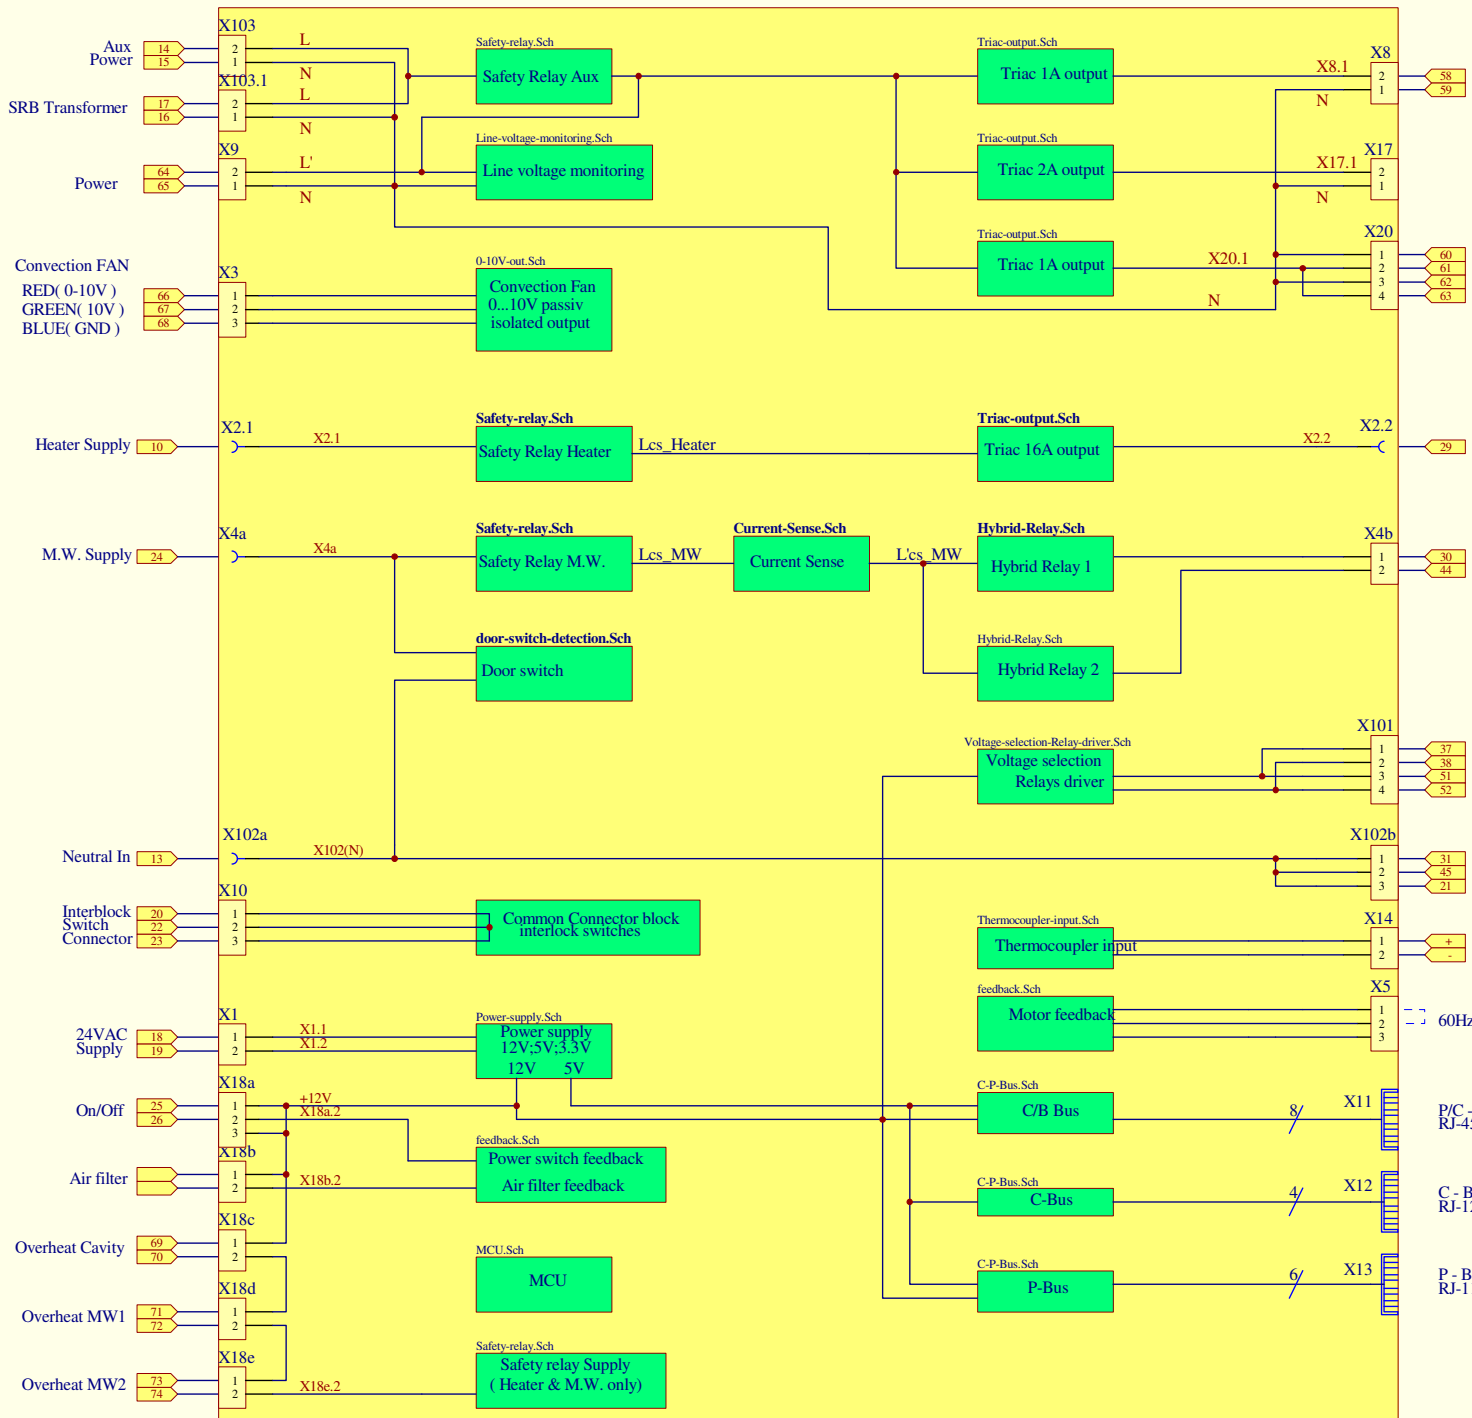 X103
Aux
Power
14
15
2
1
L
N
Safety-relay.Sch
Safety Relay Aux
Triac-output.Sch
Triac 1A output
X8.1
N
X8
2
1
58
59
X103.1
SRB Transformer
17
16
2
1
L
N
X9
Power
64
65
2
1
L'
N
Line-voltage-monitoring.Sch
Line voltage monitoring
Triac-output.Sch
Triac 2A output
X17.1
N
X17
2
1
Triac-output.Sch
Triac 1A output
X20.1
N
X20
1
2
3
4
60
61
62
63
Convection FAN
RED( 0-10V )
GREEN( 10V )
BLUE( GND )
66
67
68
X3
1
2
3
0-10V-out.Sch
Convection Fan
0...10V passiv
isolated output
Heater Supply
10
X2.1
X2.1
Safety-relay.Sch
Safety Relay Heater
Lcs_Heater
Triac-output.Sch
Triac 16A output
X2.2
X2.2
29
M.W. Supply
24
X4a
X4a
Safety-relay.Sch
Safety Relay M.W.
Lcs_MW
Current-Sense.Sch
Current Sense
L'cs_MW
Hybrid-Relay.Sch
Hybrid Relay 1
X4b
1
2
30
44
door-switch-detection.Sch
Door switch
Hybrid-Relay.Sch
Hybrid Relay 2
Voltage-selection-Relay-driver.Sch
Voltage selection
Relays driver
X101
1
2
3
4
37
38
51
52
Neutral In
13
X102a
X102(N)
X102b
1
2
3
31
45
21
Interblock
Switch
Connector
20
22
23
X10
1
2
3
Common Connector block
interlock switches
Thermocoupler-input.Sch
Thermocoupler input
X14
1
2
+
-
feedback.Sch
Motor feedback
X5
1
2
3
60Hz
24VAC
Supply
18
19
X1
1
2
X1.1
X1.2
Power-supply.Sch
Power supply
12V;5V;3.3V
12V 5V
On/Off
25
26
X18a
1
2
3
+12V
X18a.2
C-P-Bus.Sch
C/B Bus
8
X11
P/C -
Air filter
X18b
1
2
X18b.2
feedback.Sch
Power switch feedback
Air filter feedback
C-P-Bus.Sch
C-Bus
4
X12
C - B
Overheat Cavity
69
70
X18c
1
2
MCU.Sch
MCU
C-P-Bus.Sch
P-Bus
6
X13
P - B
Overheat MW1
71
72
X18d
1
2
Overheat MW2
73
74
X18e
1
2
X18e.2
Safety-relay.Sch
Safety relay Supply
( Heater & M.W. only)